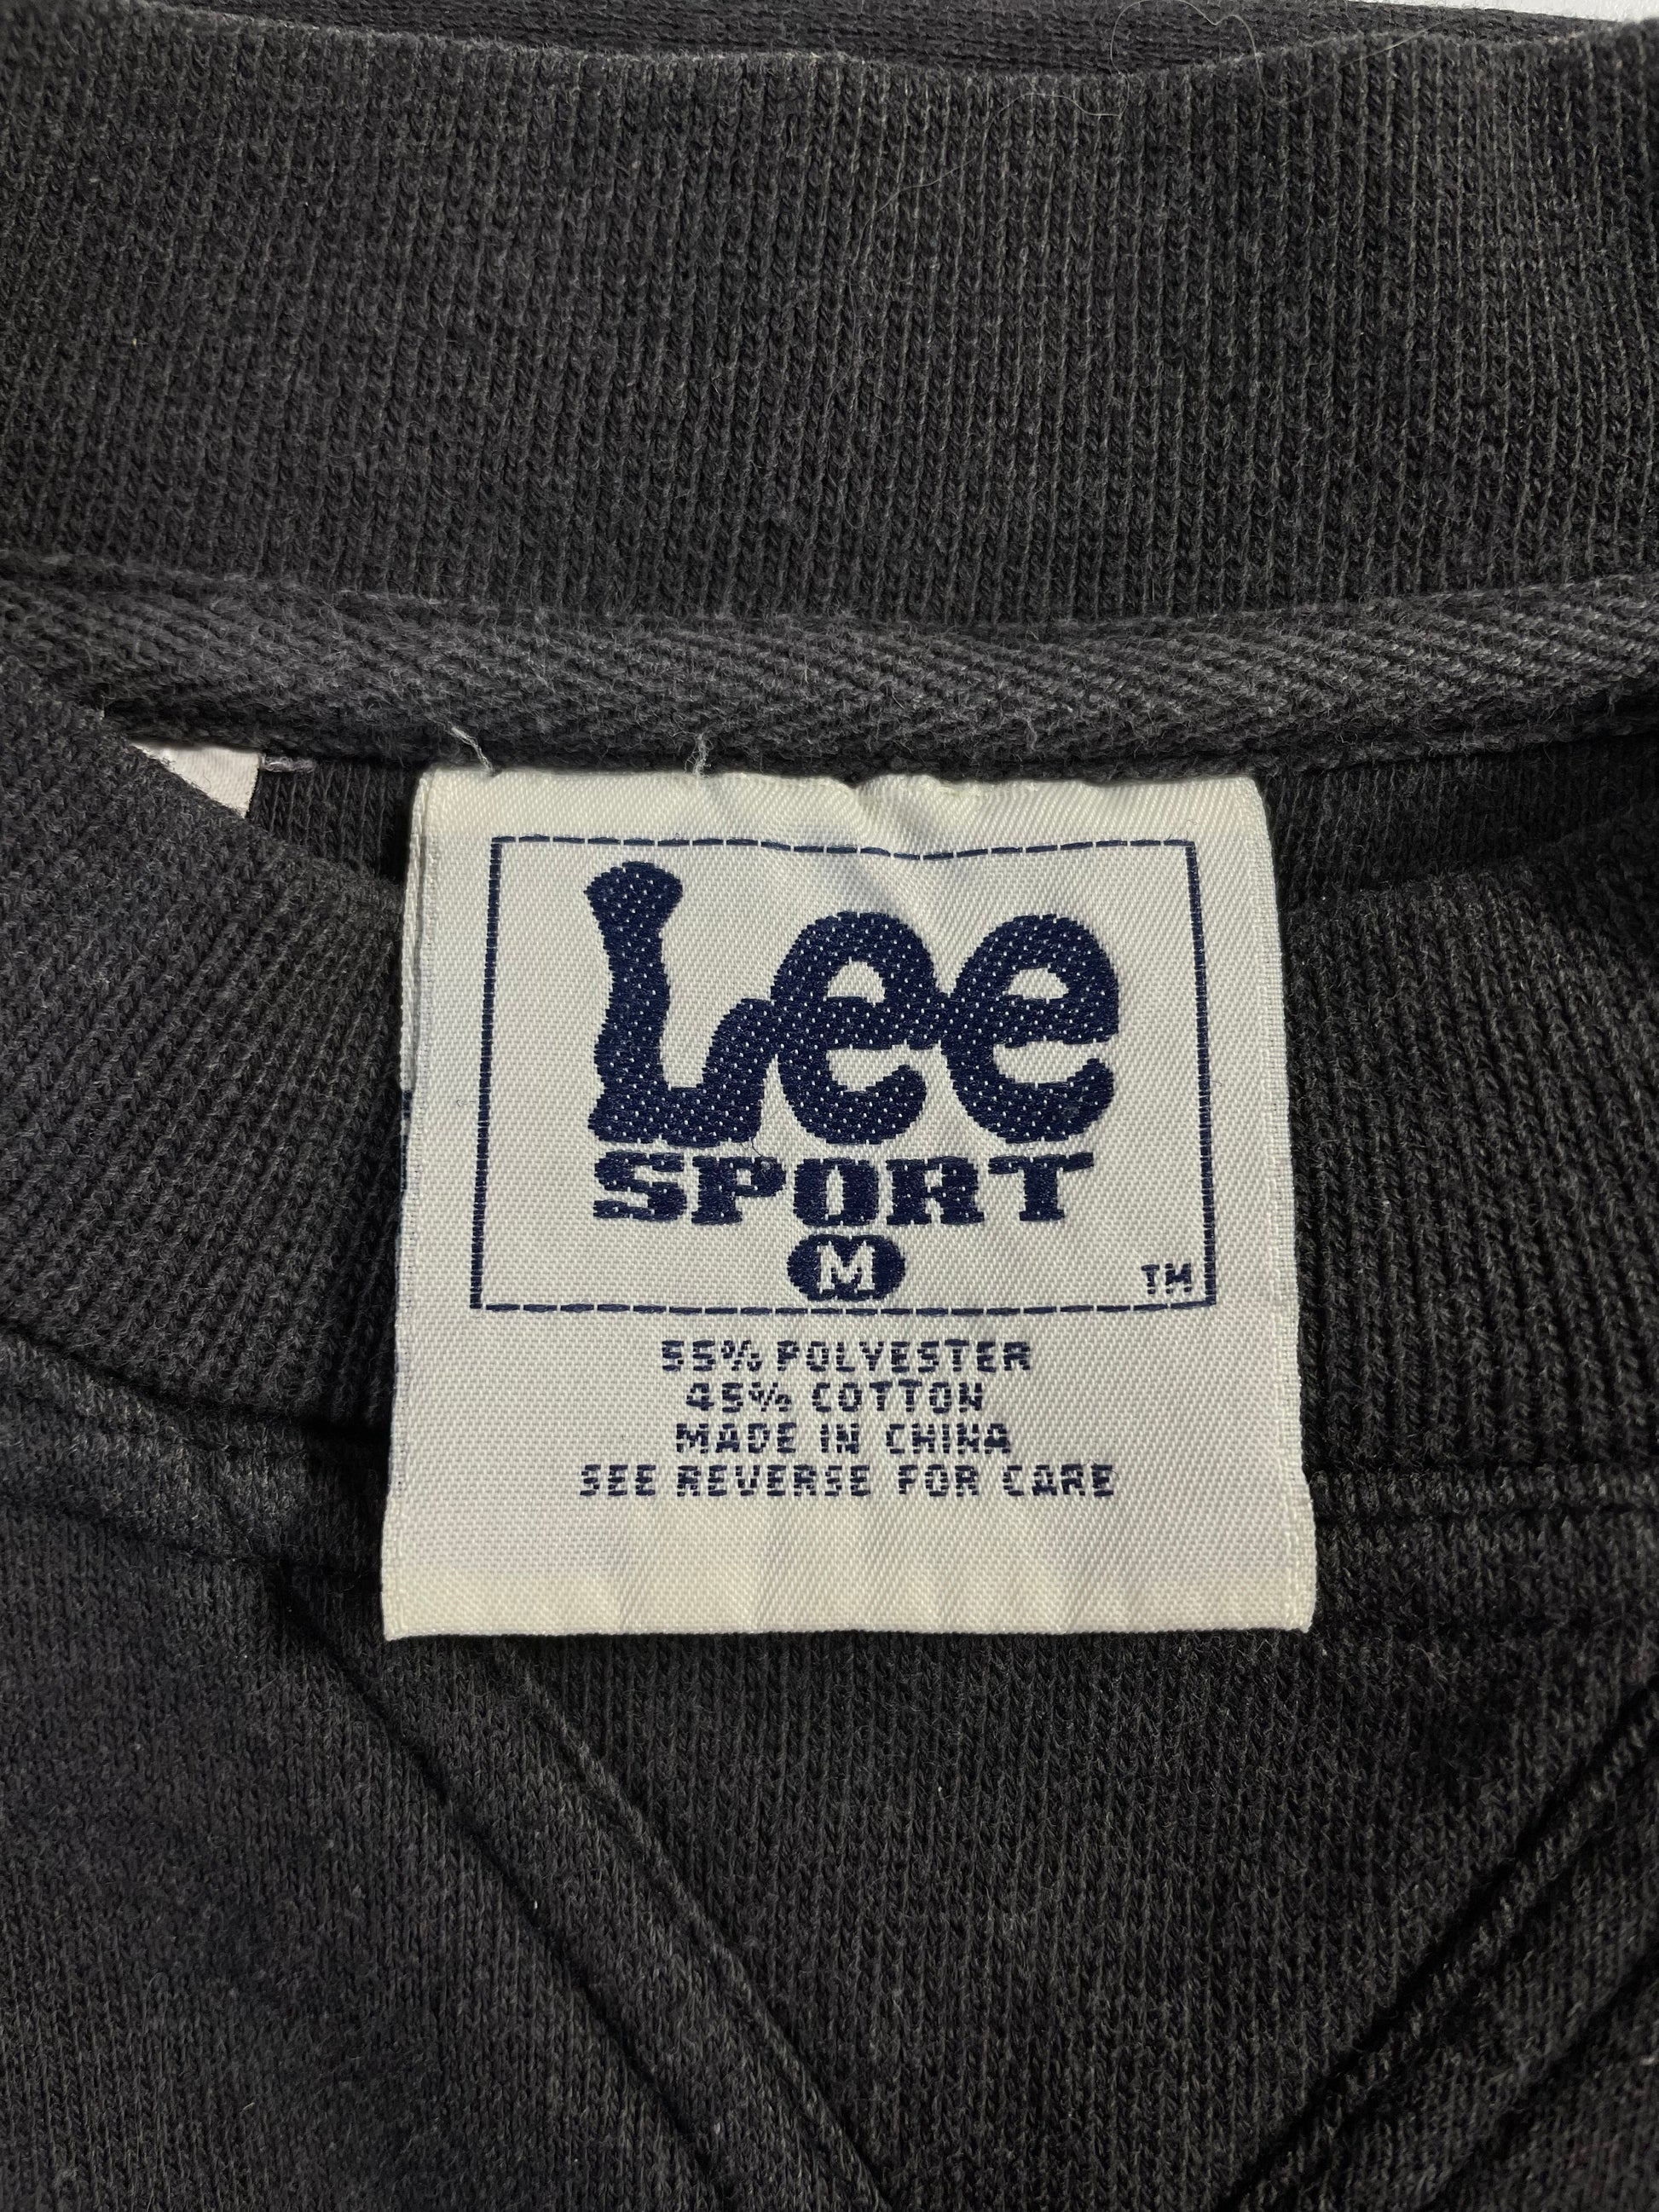 Lee
SPORT
M
TM
55% POLYESTER
45% COTTON
MADE IN CHINA
SEE REVERSE FOR CARE